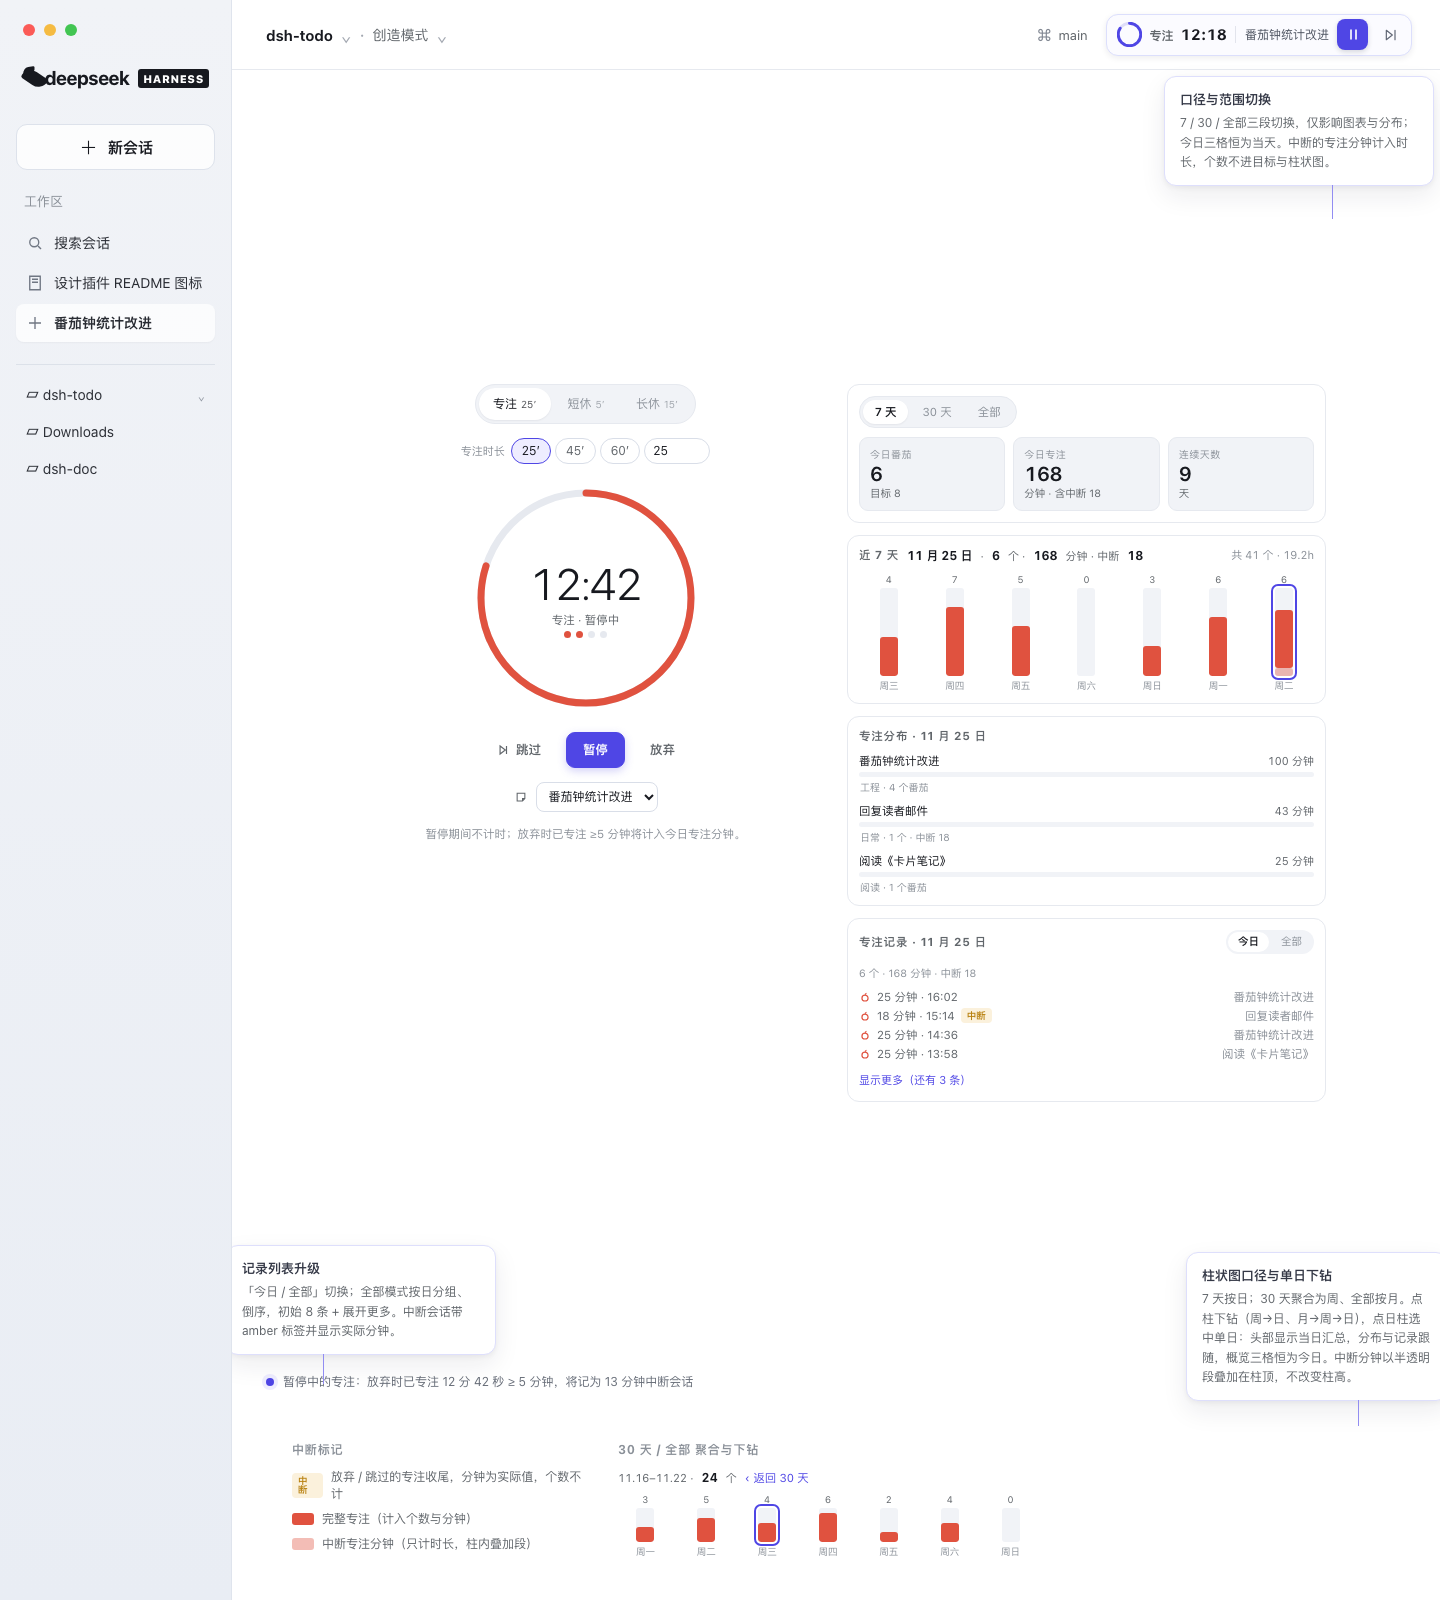 deepseek HARNESS
新会话
工作区
搜索会话
设计插件 README 图标
番茄钟统计改进
dsh-todo
Downloads
dsh-doc
dsh-todo · 创造模式
⌘ main
专注 12:18 番茄钟统计改进
口径与范围切换
7 / 30 / 全部三段切换，仅影响图表与分布；
今日三格恒为当天。中断的专注分钟计入时
长，个数不进目标与柱状图。
专注 25′ 短休 5′ 长休 15′
专注时长 25′ 45′ 60′ 25
12:42
专注 · 暂停中
跳过 暂停 放弃
番茄钟统计改进
暂停期间不计时；放弃时已专注 ≥5 分钟将计入今日专注分钟。
7 天 30 天 全部
今日番茄
6
目标 8
今日专注
168
分钟 · 含中断 18
连续天数
9
天
近 7 天 11 月 25 日 · 6 个 · 168 分钟 · 中断 18 共 41 个 · 19.2h
4 7 5 0 3 6 6
周三 周四 周五 周六 周日 周一 周二
专注分布 · 11 月 25 日
番茄钟统计改进 100 分钟
工程 · 4 个番茄
回复读者邮件 43 分钟
日常 · 1 个 · 中断 18
阅读《卡片笔记》 25 分钟
阅读 · 1 个番茄
专注记录 · 11 月 25 日 今日 全部
6 个 · 168 分钟 · 中断 18
25 分钟 · 16:02 番茄钟统计改进
18 分钟 · 15:14 中断 回复读者邮件
25 分钟 · 14:36 番茄钟统计改进
25 分钟 · 13:58 阅读《卡片笔记》
显示更多（还有 3 条）
记录列表升级
「今日 / 全部」切换；全部模式按日分组、
倒序，初始 8 条 + 展开更多。中断会话带
amber 标签并显示实际分钟。
柱状图口径与单日下钻
7 天按日；30 天聚合为周、全部按月。点
柱下钻（周→日、月→周→日），点日柱选
中单日：头部显示当日汇总，分布与记录跟
随，概览三格恒为今日。中断分钟以半透明
段叠加在柱顶，不改变柱高。
暂停中的专注：放弃时已专注 12 分 42 秒 ≥ 5 分钟，将记为 13 分钟中断会话
中断标记
中断 放弃 / 跳过的专注收尾，分钟为实际值，个数不
计
完整专注（计入个数与分钟）
中断专注分钟（只计时长，柱内叠加段）
30 天 / 全部 聚合与下钻
11.16–11.22 · 24 个 ‹ 返回 30 天
3 5 4 6 2 4 0
周一 周二 周三 周四 周五 周六 周日